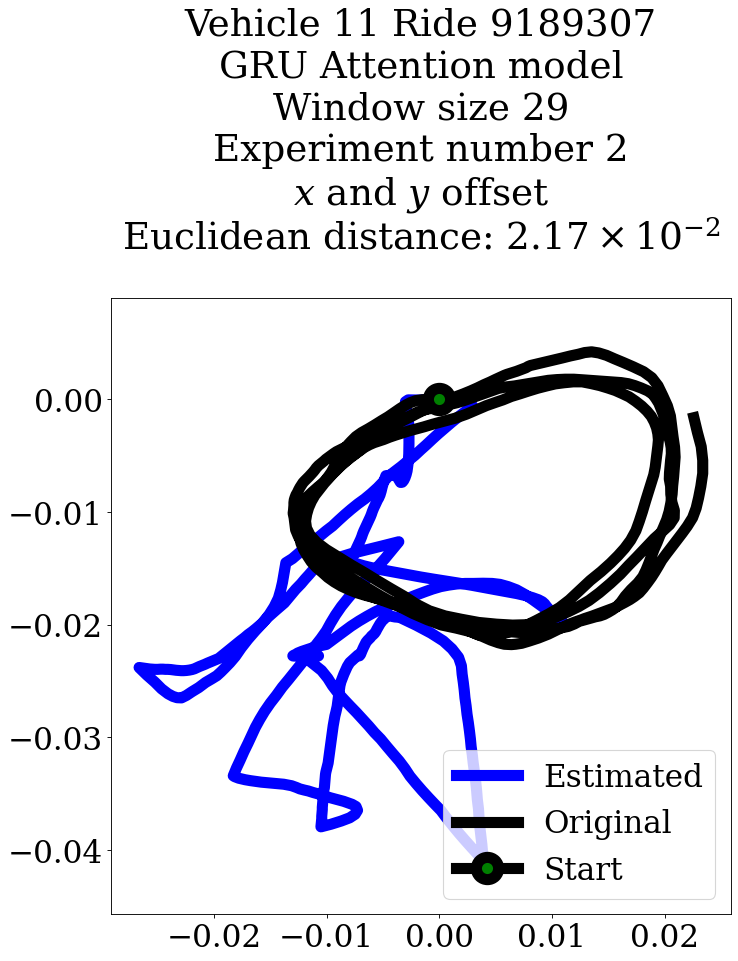 Vehicle 11 Ride 9189307
GRU Attention model
Window size 29
Experiment number 2
x and y offset
Euclidean distance: 2.17 × 10⁻²
0.00
−0.01
−0.02
−0.03
−0.04
Estimated
Original
Start
−0.02 −0.01 0.00 0.01 0.02